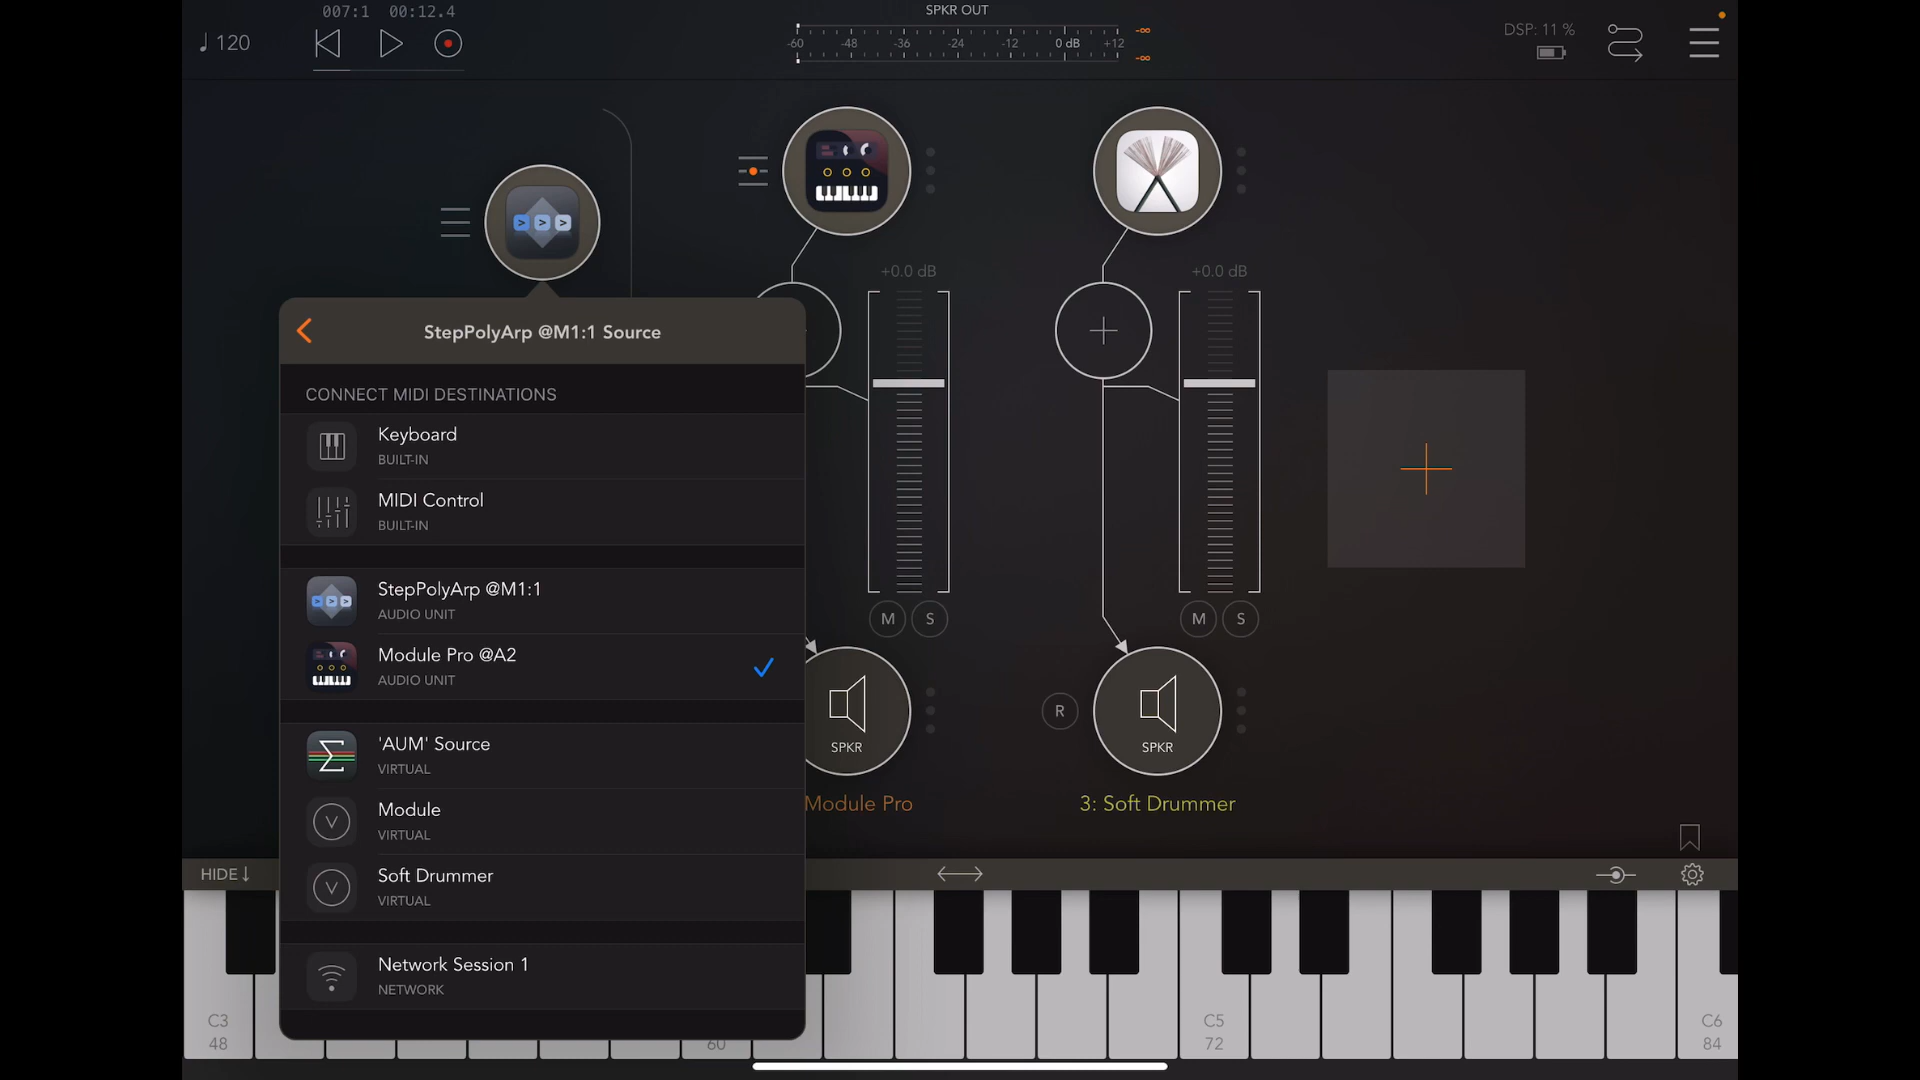 007:1 00:12.4
♩ 120
SPKR OUT
-60 -48 -36 -24 -12 0 dB +12
-∞
-∞
DSP: 11 %
+0.0 dB
+0.0 dB
StepPolyArp @M1:1 Source
CONNECT MIDI DESTINATIONS
Keyboard
BUILT-IN
MIDI Control
BUILT-IN
StepPolyArp @M1:1
AUDIO UNIT
Module Pro @A2
AUDIO UNIT
'AUM' Source
VIRTUAL
Module
VIRTUAL
Soft Drummer
VIRTUAL
Network Session 1
NETWORK
M S
M S
SPKR
R
SPKR
Module Pro
3: Soft Drummer
HIDE↓
C3
48
60
C5
72
C6
84